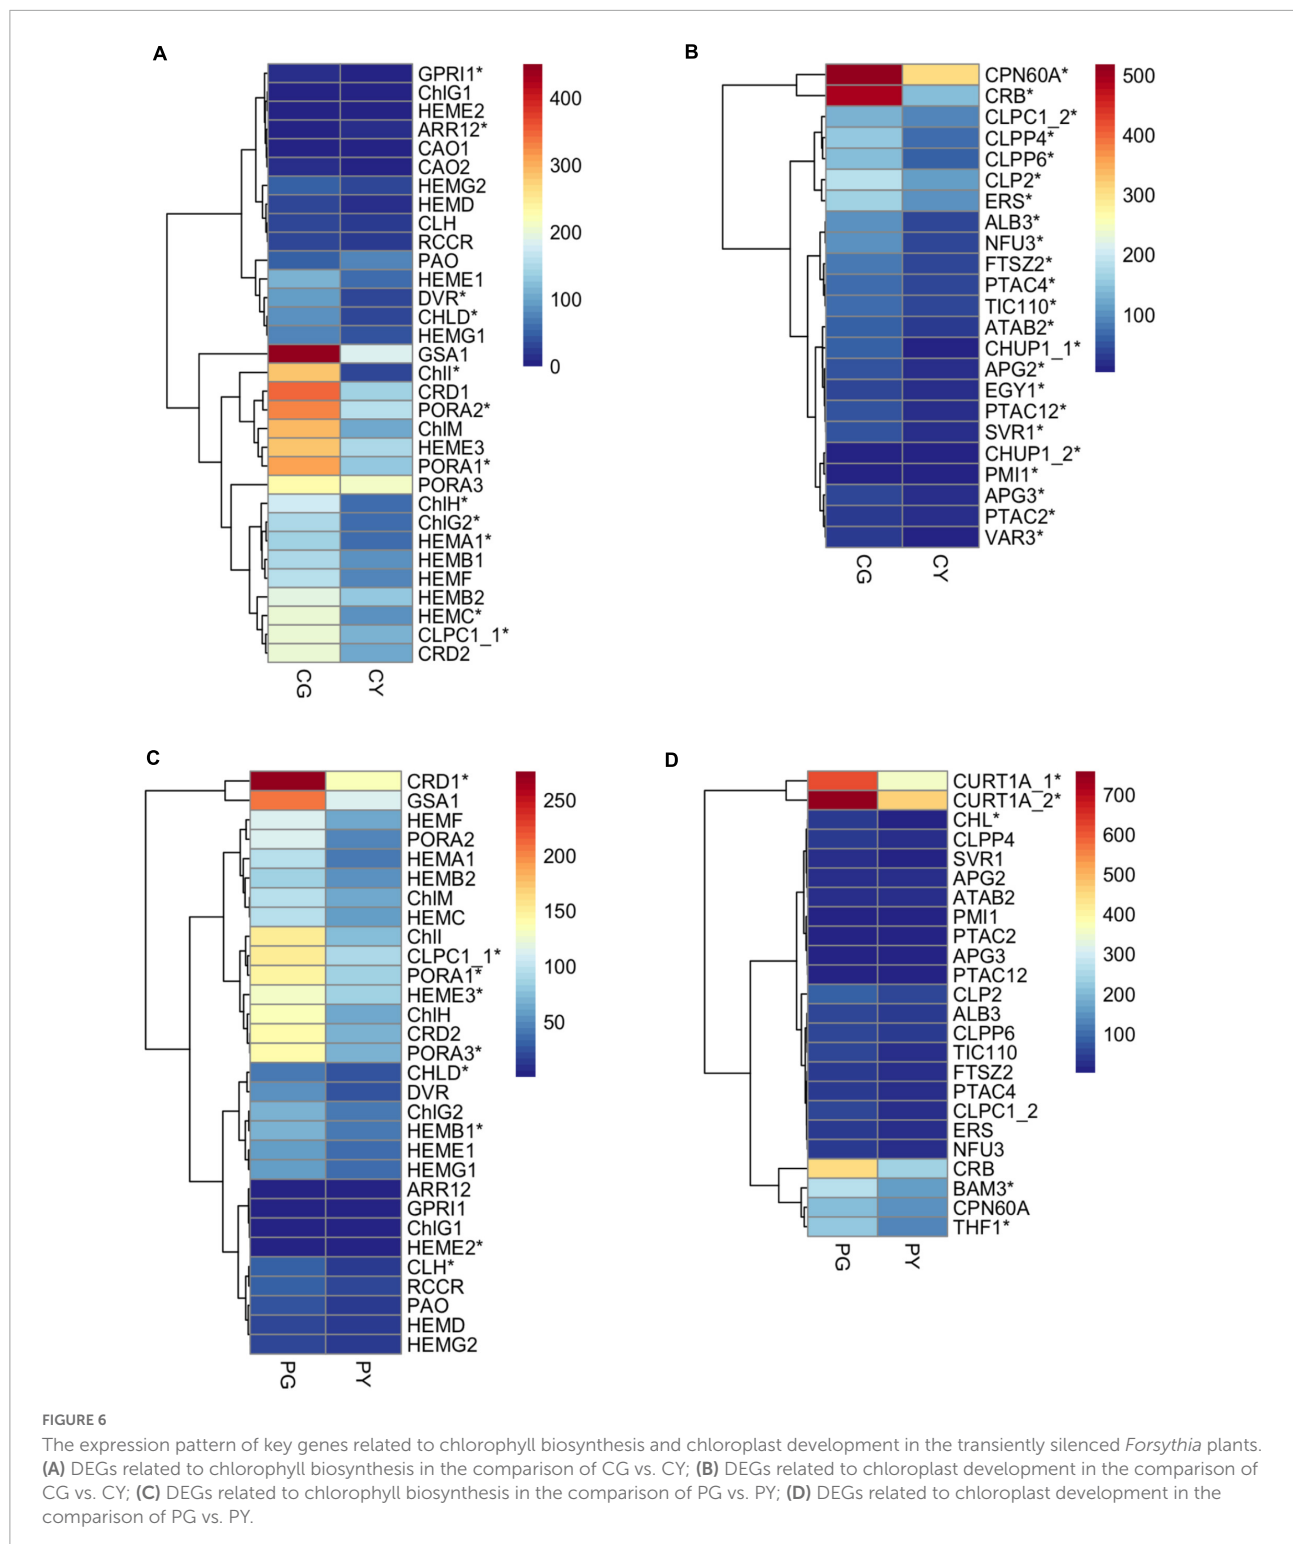 A
GPRI1*
ChlG1
HEME2
ARR12*
CAO1
CAO2
HEMG2
HEMD
CLH
RCCR
PAO
HEME1
DVR*
CHLD*
HEMG1
GSA1
ChlI*
CRD1
PORA2*
ChlM
HEME3
PORA1*
PORA3
ChlH*
ChlG2*
HEMA1*
HEMB1
HEMF
HEMB2
HEMC*
CLPC1_1*
CRD2
CG
CY
400
300
200
100
0
B
CPN60A*
CRB*
CLPC1_2*
CLPP4*
CLPP6*
CLP2*
ERS*
ALB3*
NFU3*
FTSZ2*
PTAC4*
TIC110*
ATAB2*
CHUP1_1*
APG2*
EGY1*
PTAC12*
SVR1*
CHUP1_2*
PMI1*
APG3*
PTAC2*
VAR3*
CG
CY
500
400
300
200
100
C
CRD1*
GSA1
HEMF
PORA2
HEMA1
HEMB2
ChlM
HEMC
ChlI
CLPC1_1*
PORA1*
HEME3*
ChlH
CRD2
PORA3*
CHLD*
DVR
ChlG2
HEMB1*
HEME1
HEMG1
ARR12
GPRI1
ChlG1
HEME2*
CLH*
RCCR
PAO
HEMD
HEMG2
PG
PY
250
200
150
100
50
D
CURT1A_1*
CURT1A_2*
CHL*
CLPP4
SVR1
APG2
ATAB2
PMI1
PTAC2
APG3
PTAC12
CLP2
ALB3
CLPP6
TIC110
FTSZ2
PTAC4
CLPC1_2
ERS
NFU3
CRB
BAM3*
CPN60A
THF1*
PG
PY
700
600
500
400
300
200
100
FIGURE 6
The expression pattern of key genes related to chlorophyll biosynthesis and chloroplast development in the transiently silenced Forsythia plants.
(A) DEGs related to chlorophyll biosynthesis in the comparison of CG vs. CY; (B) DEGs related to chloroplast development in the comparison of
CG vs. CY; (C) DEGs related to chlorophyll biosynthesis in the comparison of PG vs. PY; (D) DEGs related to chloroplast development in the
comparison of PG vs. PY.